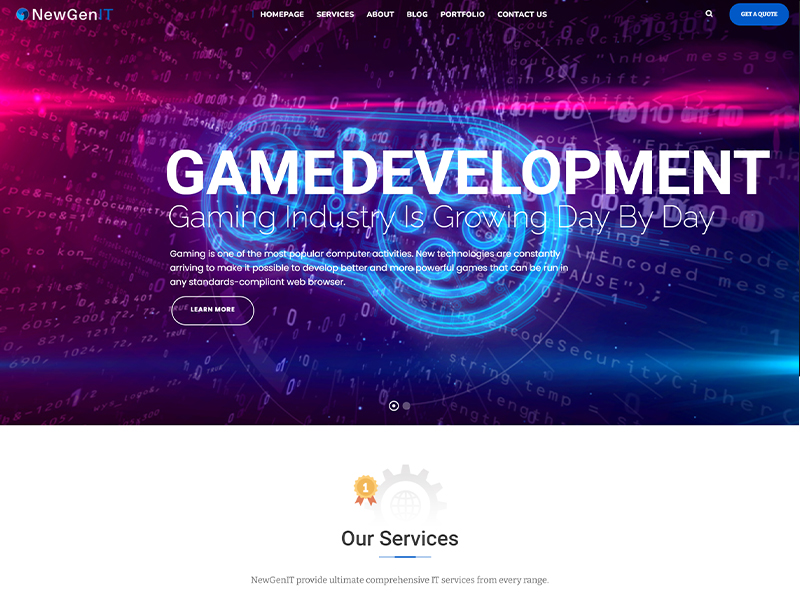 NewGenIT
HOMEPAGE SERVICES ABOUT BLOG PORTFOLIO CONTACT US
GET A QUOTE
GAMEDEVELOPMENT
Gaming Industry Is Growing Day By Day
Gaming is one of the most popular computer activities. New technologies are constantly
arriving to make it possible to develop better and more powerful games that can be run in
any standards-compliant web browser.
LEARN MORE
1
Our Services
NewGenIT provide ultimate comprehensive IT services from every range.